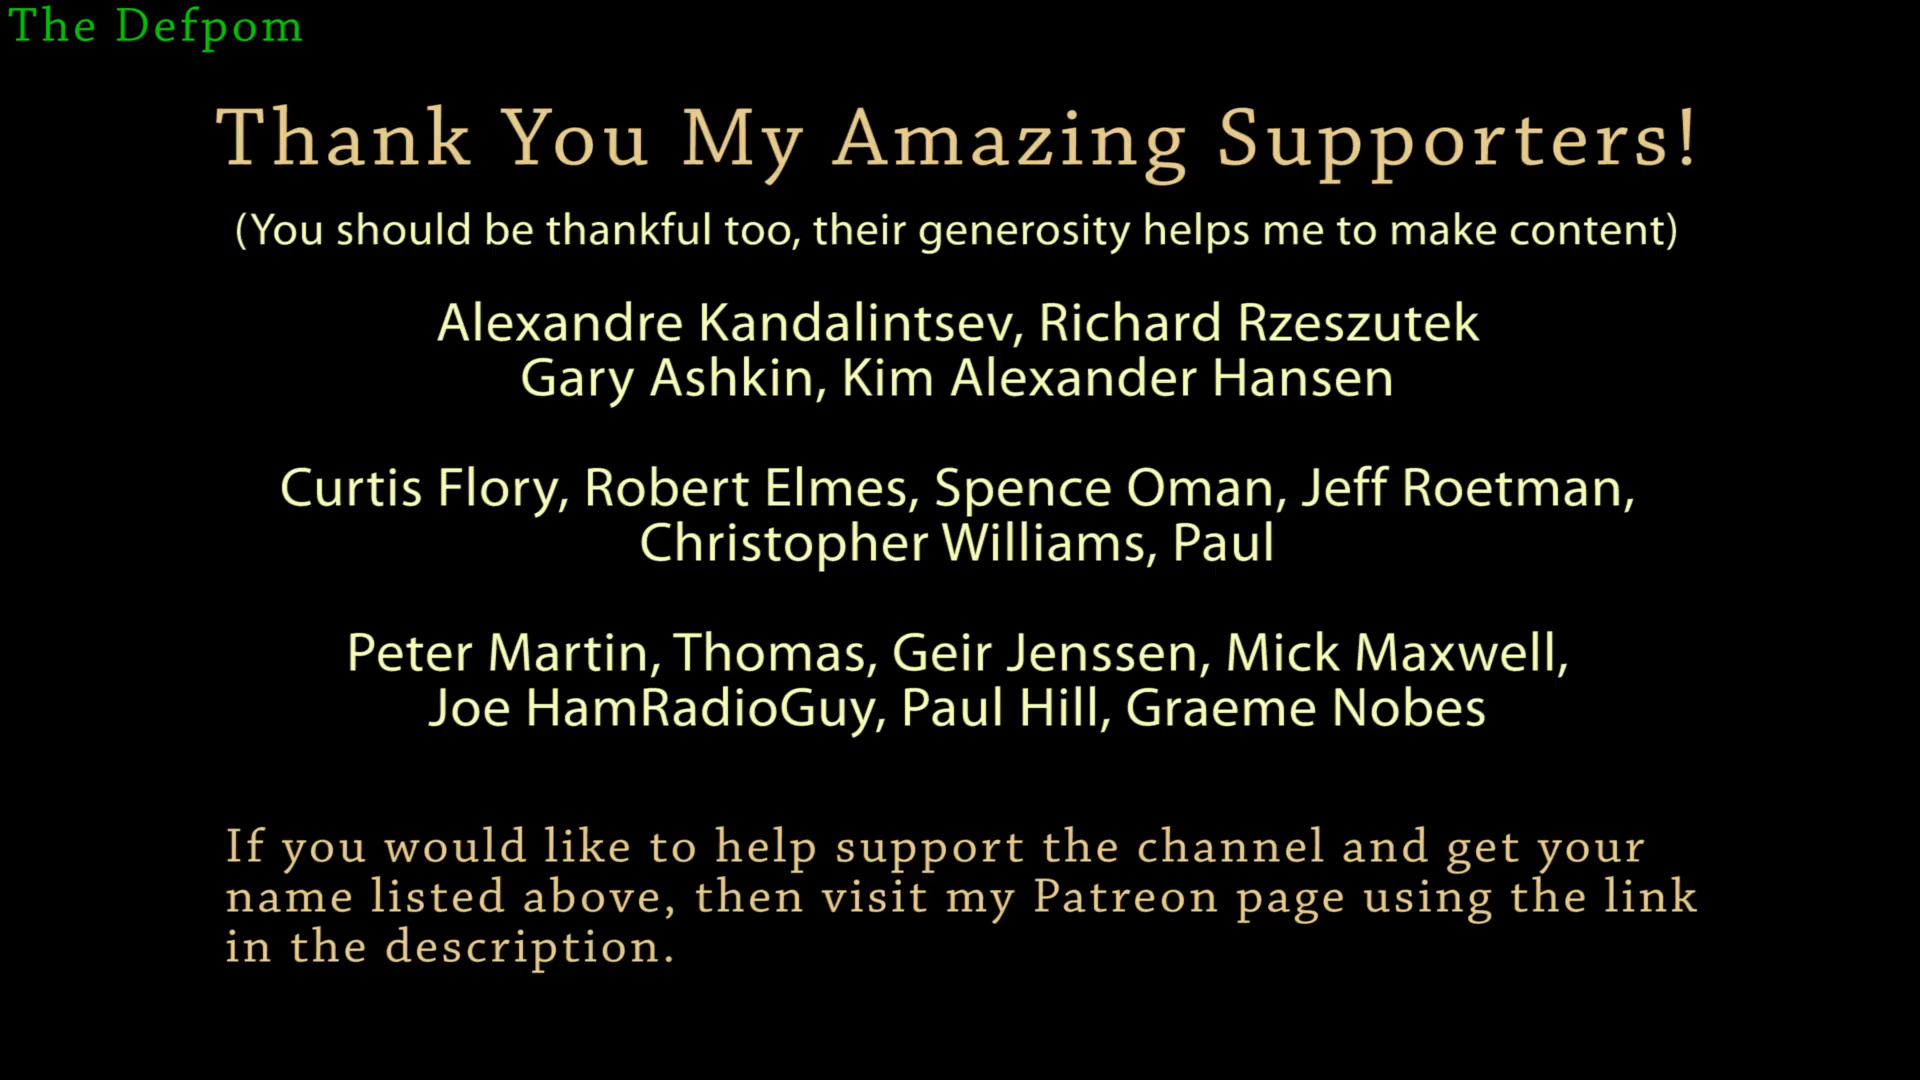 The Defpom
Thank You My Amazing Supporters!
(You should be thankful too, their generosity helps me to make content)
Alexandre Kandalintsev, Richard Rzeszutek
Gary Ashkin, Kim Alexander Hansen
Curtis Flory, Robert Elmes, Spence Oman, Jeff Roetman,
Christopher Williams, Paul
Peter Martin, Thomas, Geir Jenssen, Mick Maxwell,
Joe HamRadioGuy, Paul Hill, Graeme Nobes
If you would like to help support the channel and get your
name listed above, then visit my Patreon page using the link
in the description.